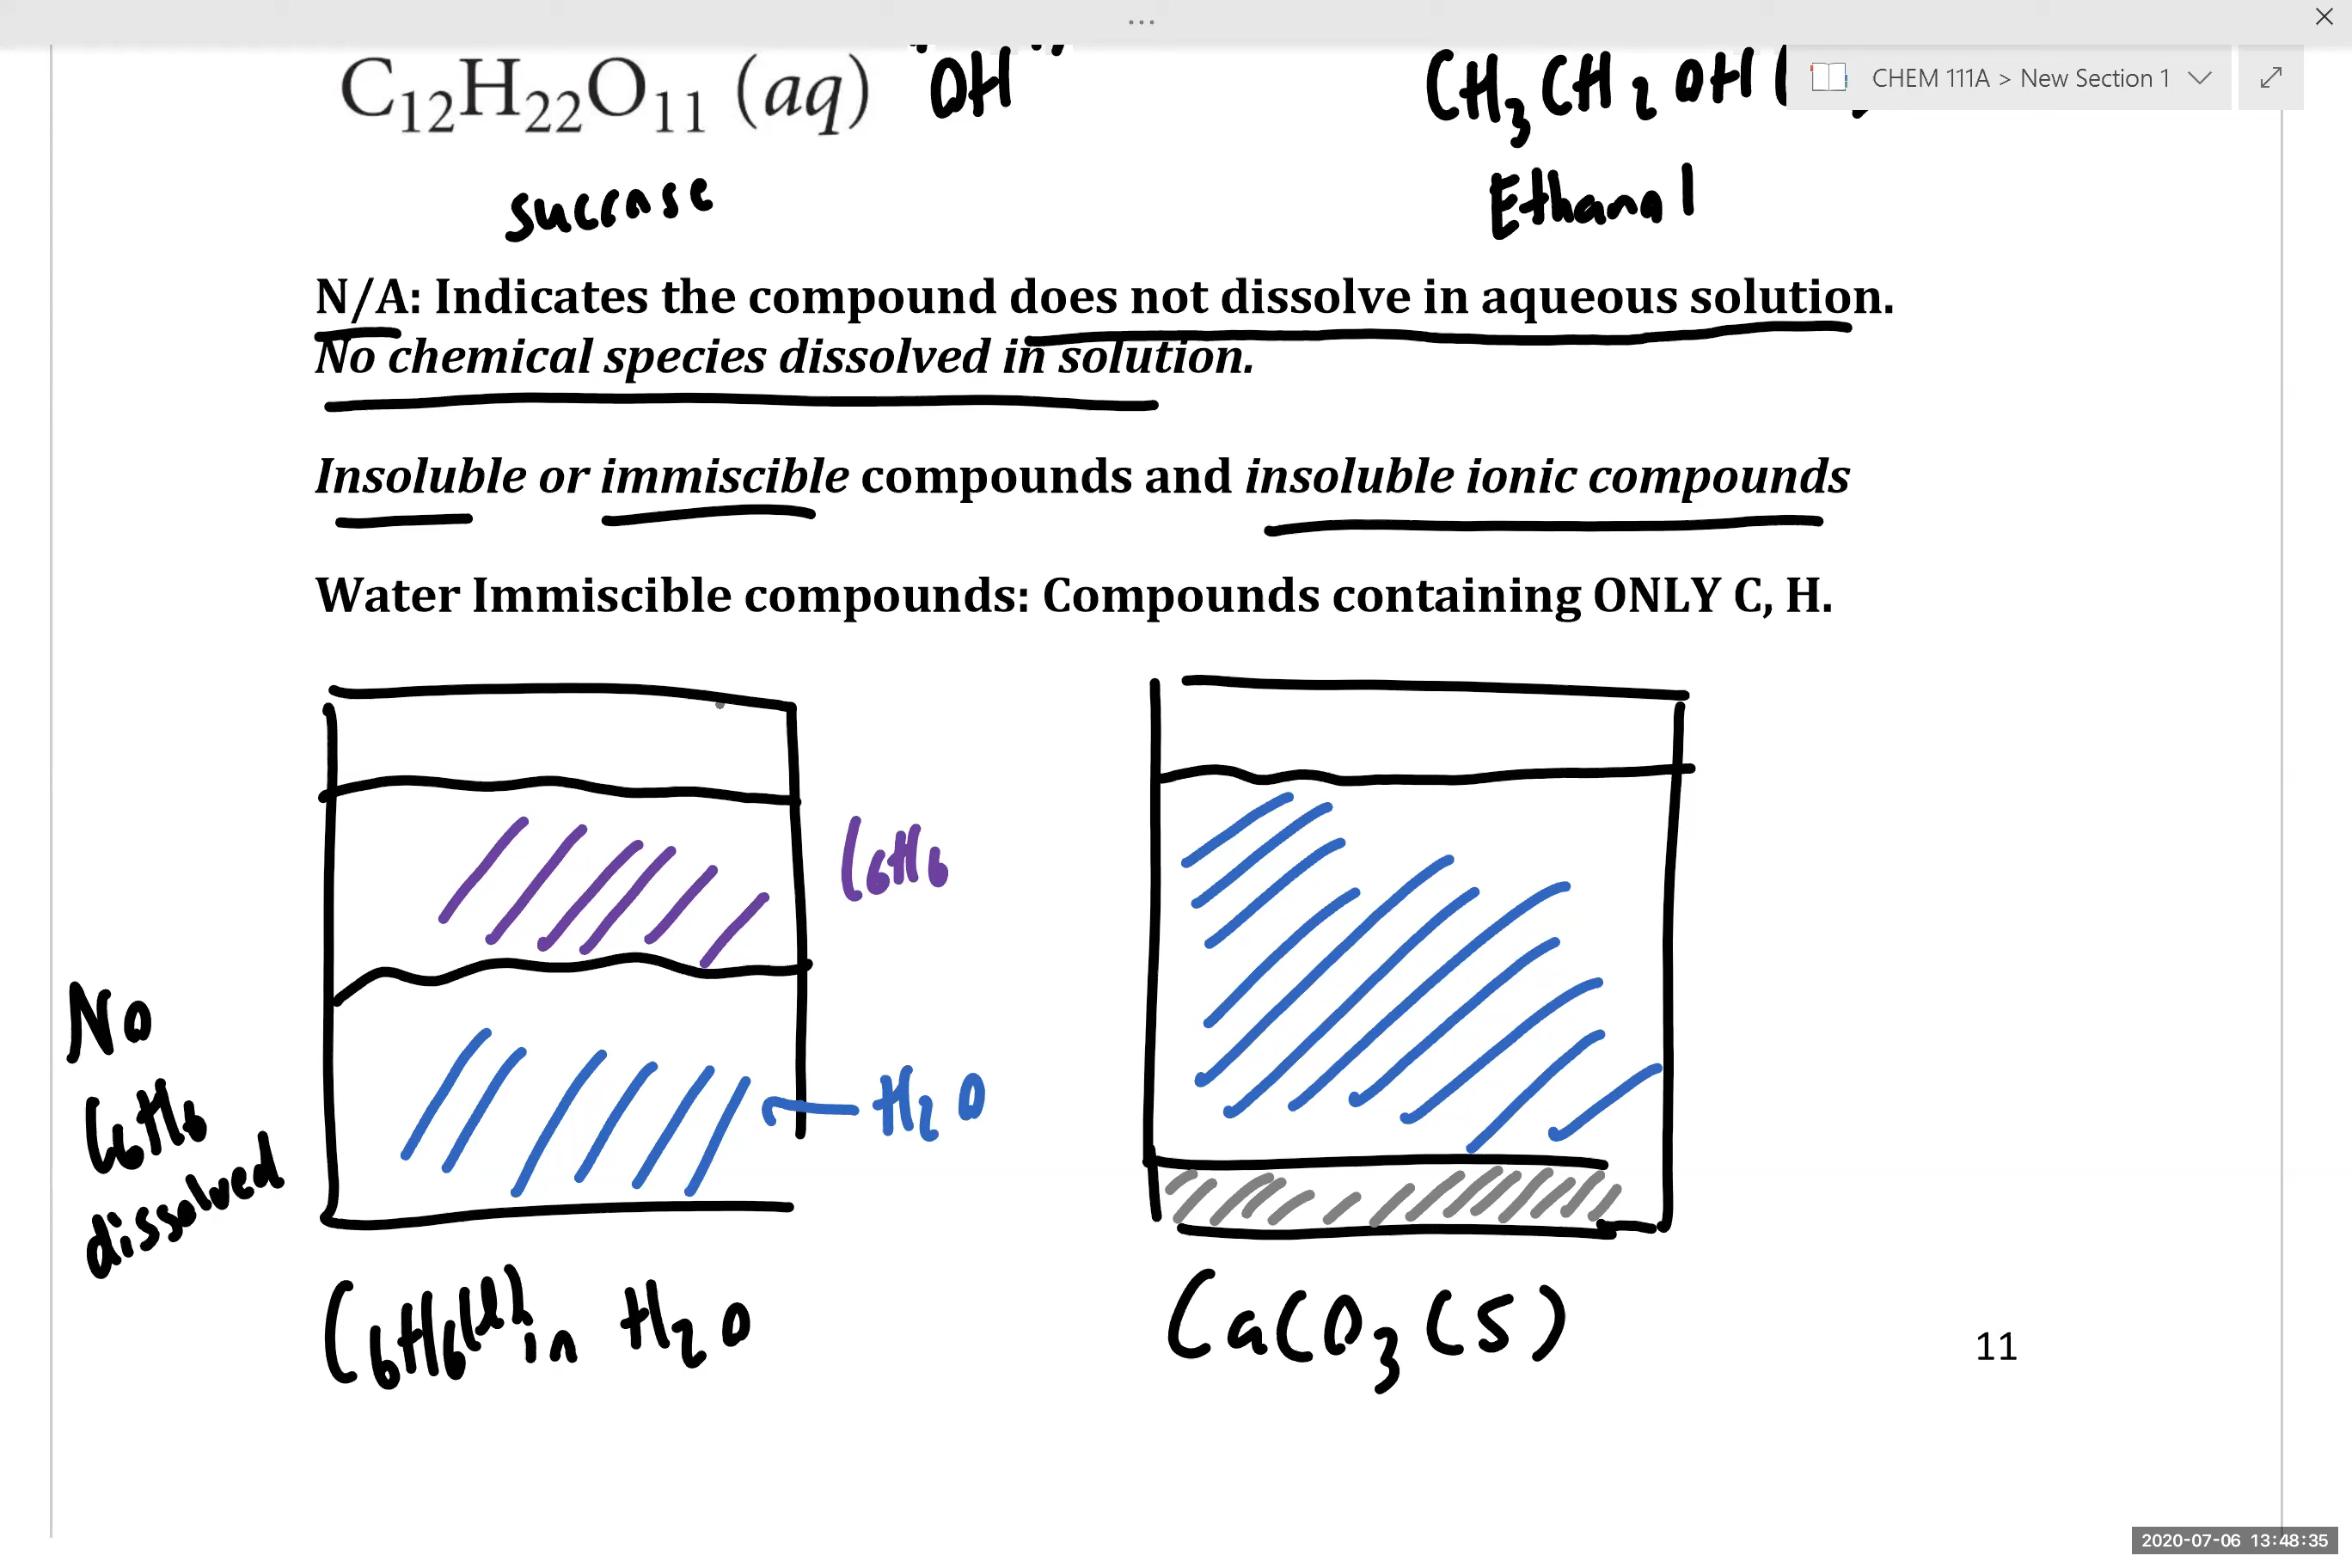 CHEM 111A > New Section 1
C₁₂H₂₂O₁₁ (aq) "OH"
CH₃CH₂OH (
sucrose
Ethanol
N/A: Indicates the compound does not dissolve in aqueous solution.
No chemical species dissolved in solution.
Insoluble or immiscible compounds and insoluble ionic compounds
Water Immiscible compounds: Compounds containing ONLY C, H.
C₆H₆
No
C₆H₆
dissolved
H₂O
C₆H₆(l) in H₂O
CaCO₃(s)
11
2020-07-06 13:48:35